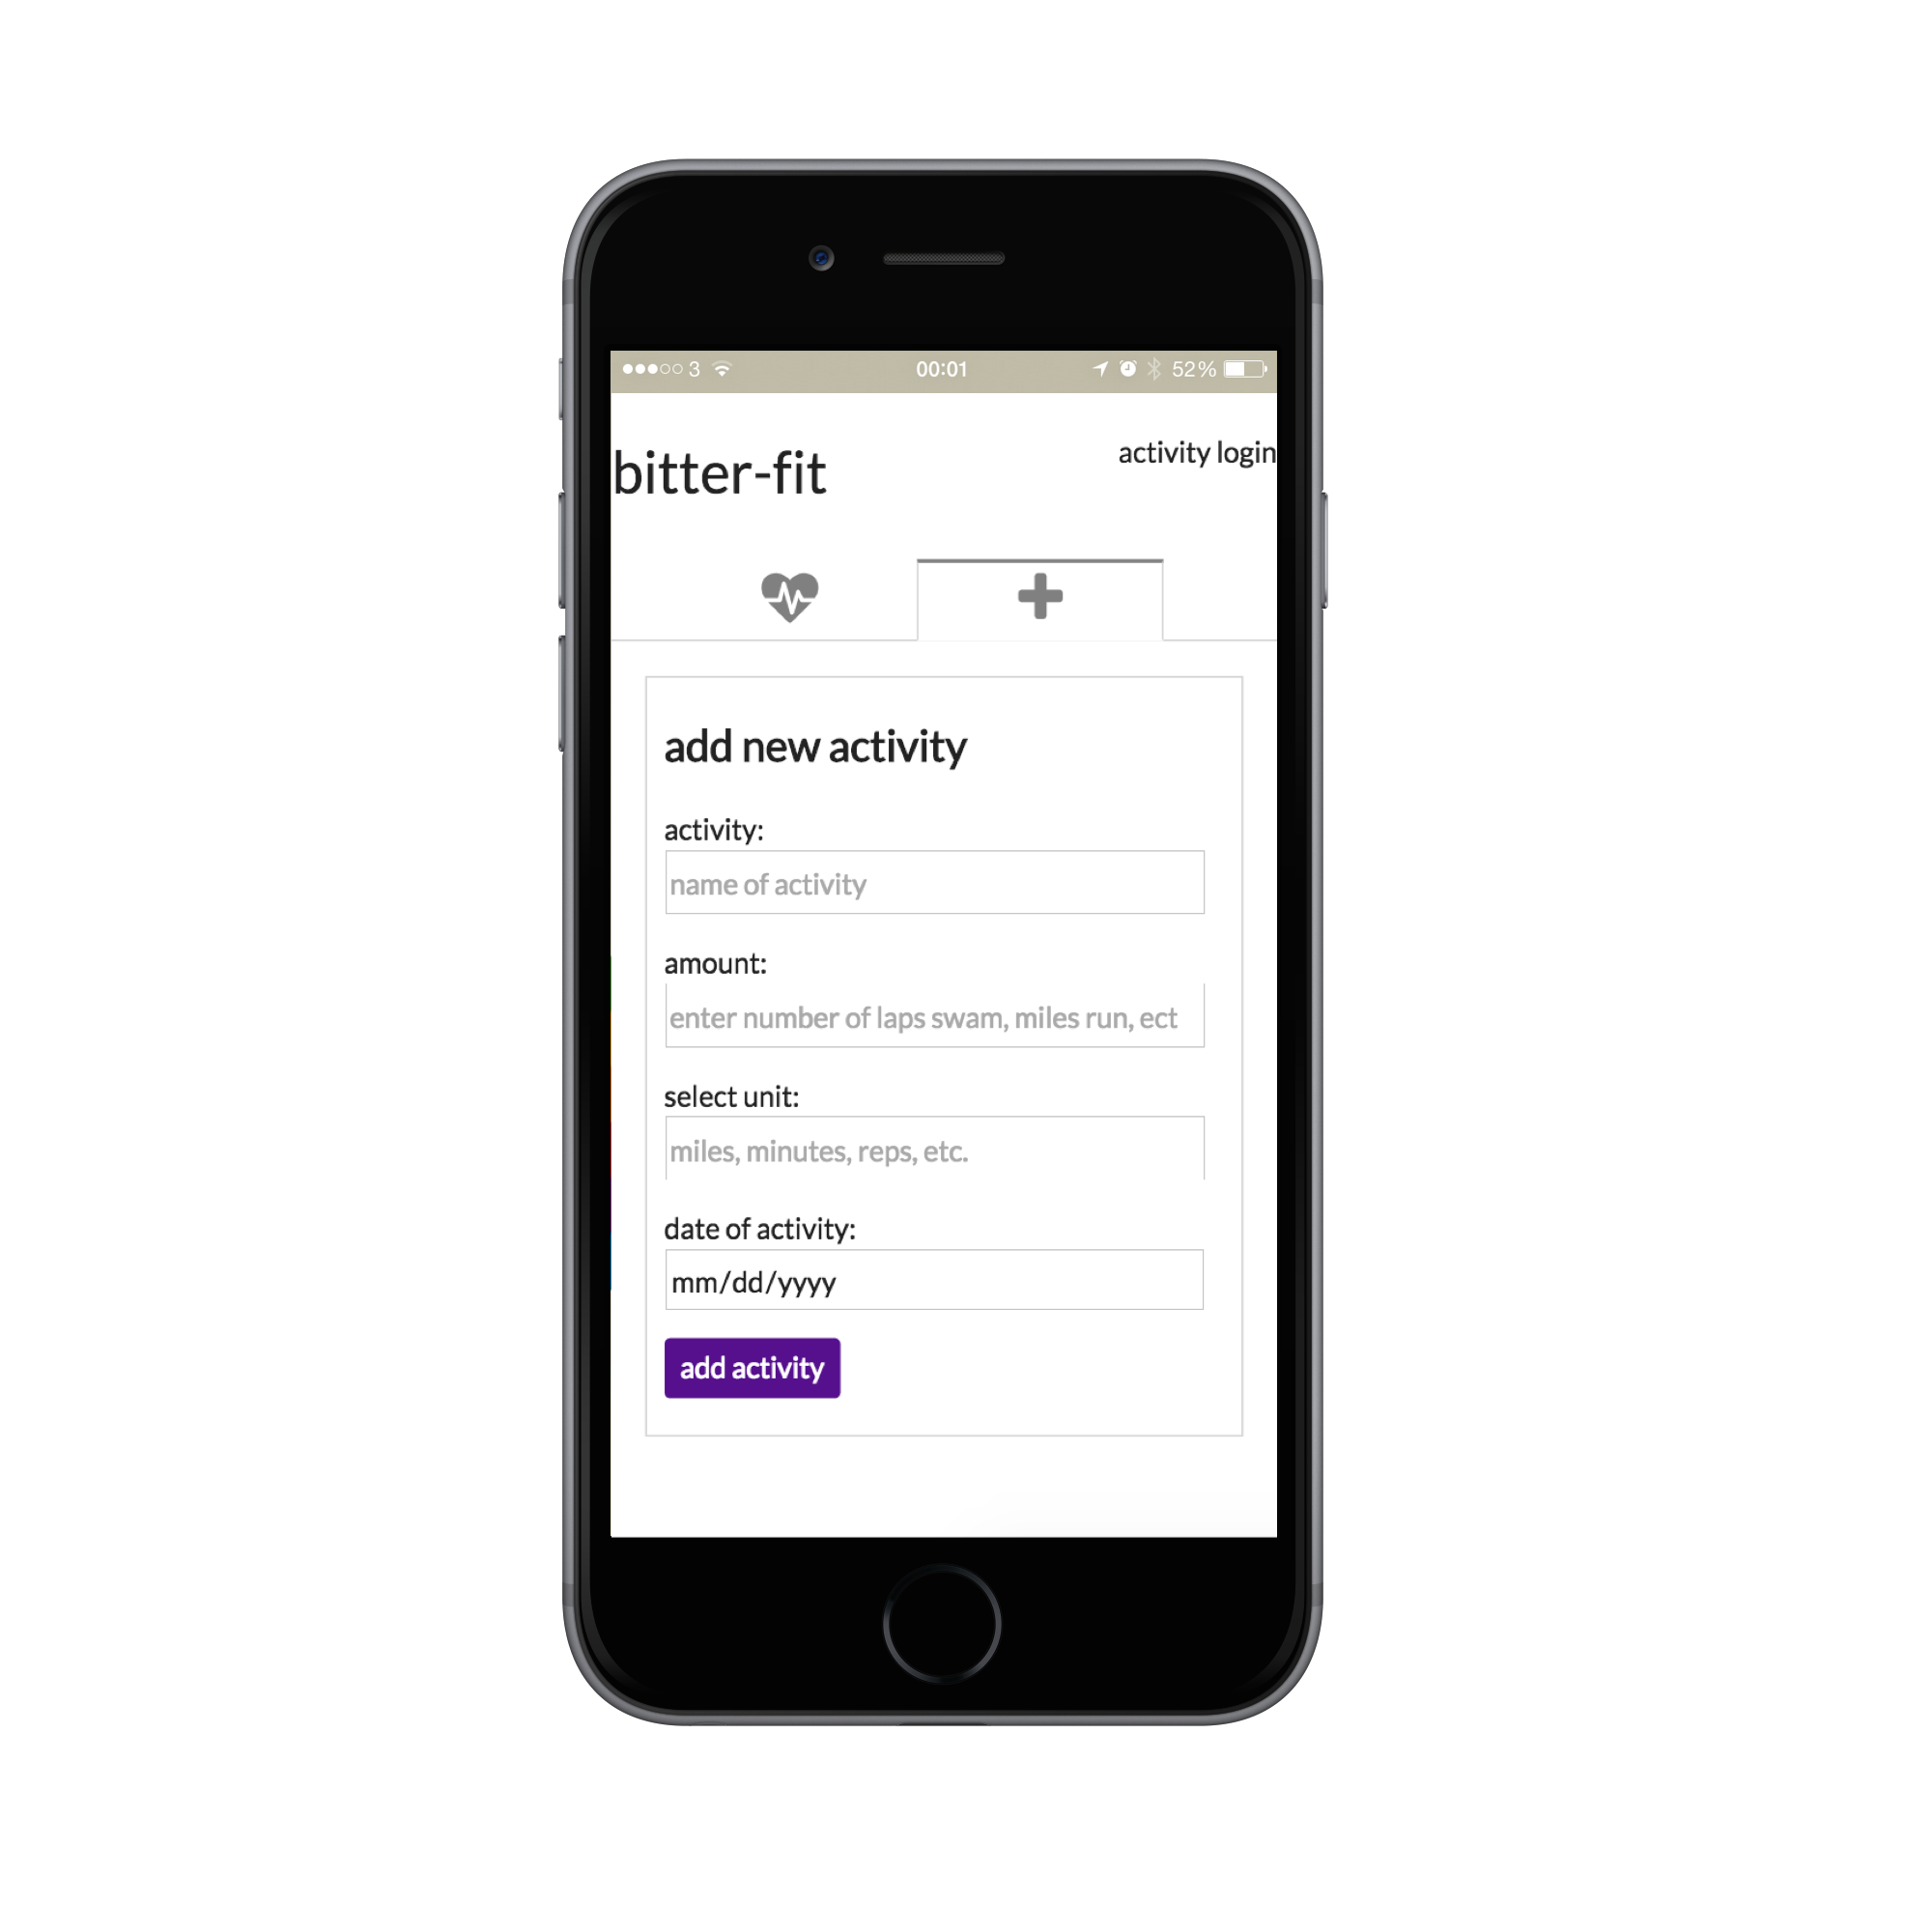 3 00:01 52%
bitter-fit
activity login
add new activity
activity:
name of activity
amount:
enter number of laps swam, miles run, ect
select unit:
miles, minutes, reps, etc.
date of activity:
mm/dd/yyyy
add activity